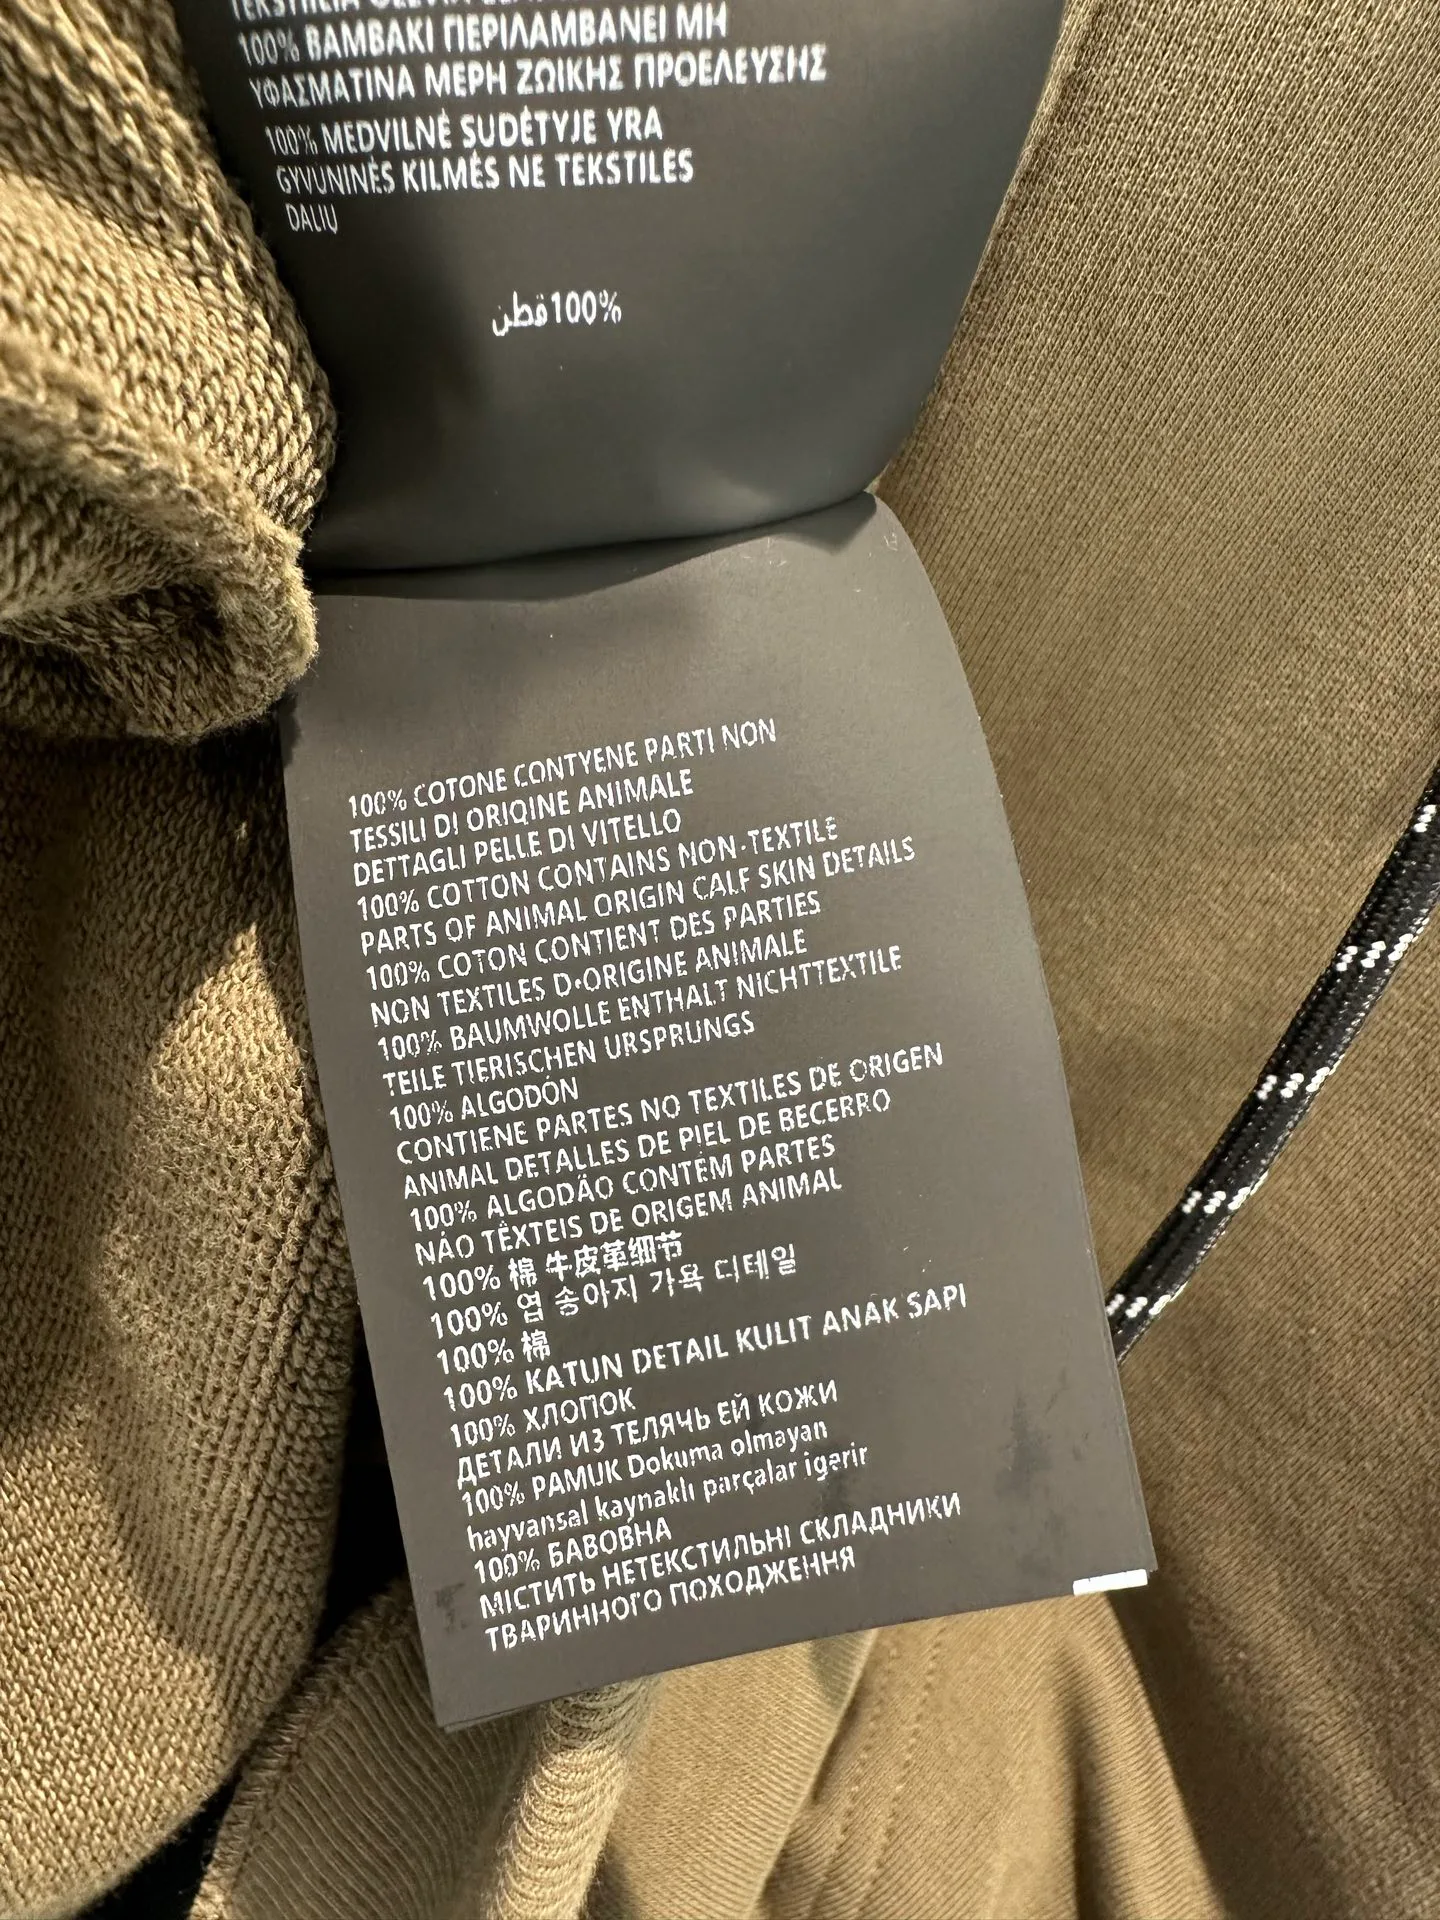 100% ΒΑΜΒΑΚΙ ΠΕΡΙΛΑΜΒΑΝΕΙ ΜΗ
ΥΦΑΣΜΑΤΙΝΑ ΜΕΡΗ ΖΩΙΚΗΣ ΠΡΟΕΛΕΥΣΗΣ
100% MEDVILNĖ SUDĖTYJE YRA
GYVŪNINĖS KILMĖS NE TEKSTILĖS
DALIŲ
100%قطن
100% COTONE CONTYENE PARTI NON
TESSILI DI ORIQINE ANIMALE
DETTAGLI PELLE DI VITELLO
100% COTTON CONTAINS NON-TEXTILE
PARTS OF ANIMAL ORIGIN CALF SKIN DETAILS
100% COTON CONTIENT DES PARTIES
NON TEXTILES D·ORIGINE ANIMALE
100% BAUMWOLLE ENTHALT NICHTTEXTILE
TEILE TIERISCHEN URSPRUNGS
100% ALGODÓN
CONTIENE PARTES NO TEXTILES DE ORIGEN
ANIMAL DETALLES DE PIEL DE BECERRO
100% ALGODÃO CONTÉM PARTES
NÃO TÊXTEIS DE ORIGEM ANIMAL
100% 棉 牛皮革细节
100% 엽 송아지 가욕 디테일
100% 棉
100% KATUN DETAIL KULIT ANAK SAPI
100% ХЛОПОК
ДЕТАЛИ ИЗ ТЕЛЯЧЬ ЕЙ КОЖИ
100% PAMUK Dokuma olmayan
hayvansal kaynaklı parçalar igerir
100% БАВОВНА
МІСТИТЬ НЕТЕКСТИЛЬНІ СКЛАДНИКИ
ТВАРИННОГО ПОХОДЖЕННЯ